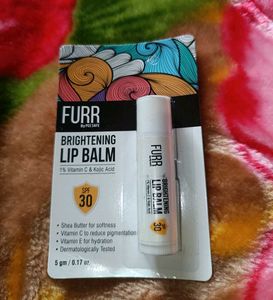 FURR
By PEE SAFE
BRIGHTENING
LIP BALM
1% Vitamin C & Kojic Acid
SPF
30
• Shea Butter for softness
• Vitamin C to reduce pigmentation
• Vitamin E for hydration
• Dermatologically Tested
5 gm / 0.17 oz.
FURR
BRIGHTENING
LIP BALM